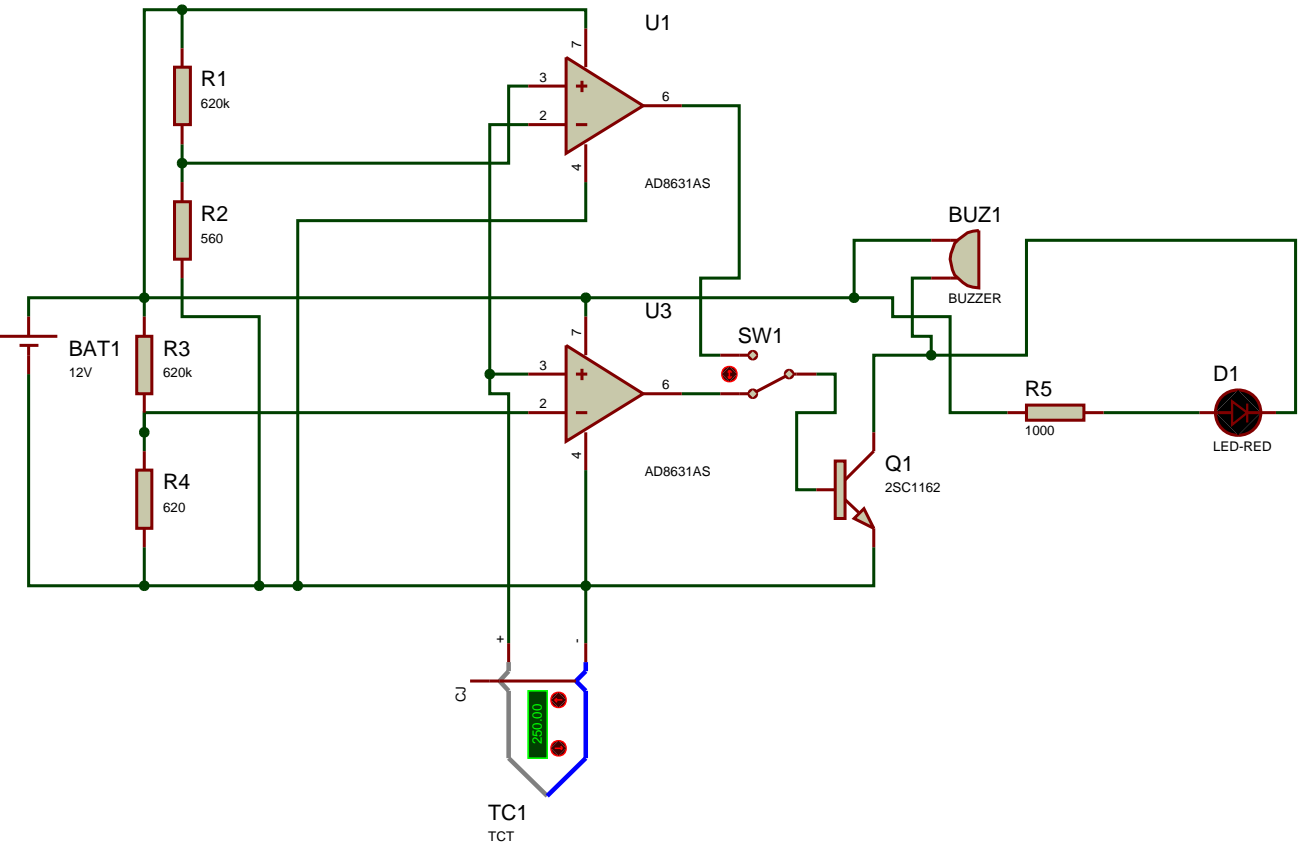 U1
7
R1
620k
3
+
2
−
6
4
AD8631AS
R2
560
BUZ1
BUZZER
U3
SW1
7
BAT1
12V
R3
620k
3
+
2
−
6
4
AD8631AS
R5
1000
D1
LED-RED
R4
620
Q1
2SC1162
+
-
CJ
250.00
TC1
TCT